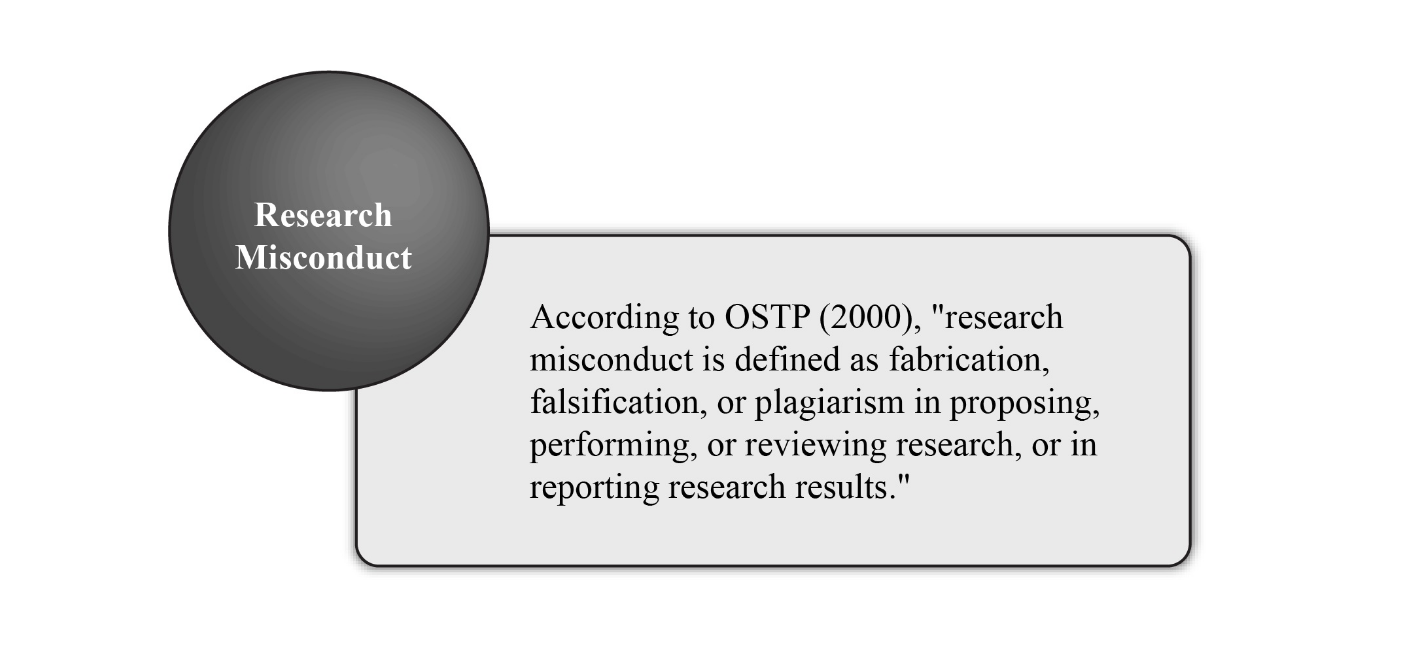 Research
Misconduct
According to OSTP (2000), "research
misconduct is defined as fabrication,
falsification, or plagiarism in proposing,
performing, or reviewing research, or in
reporting research results."